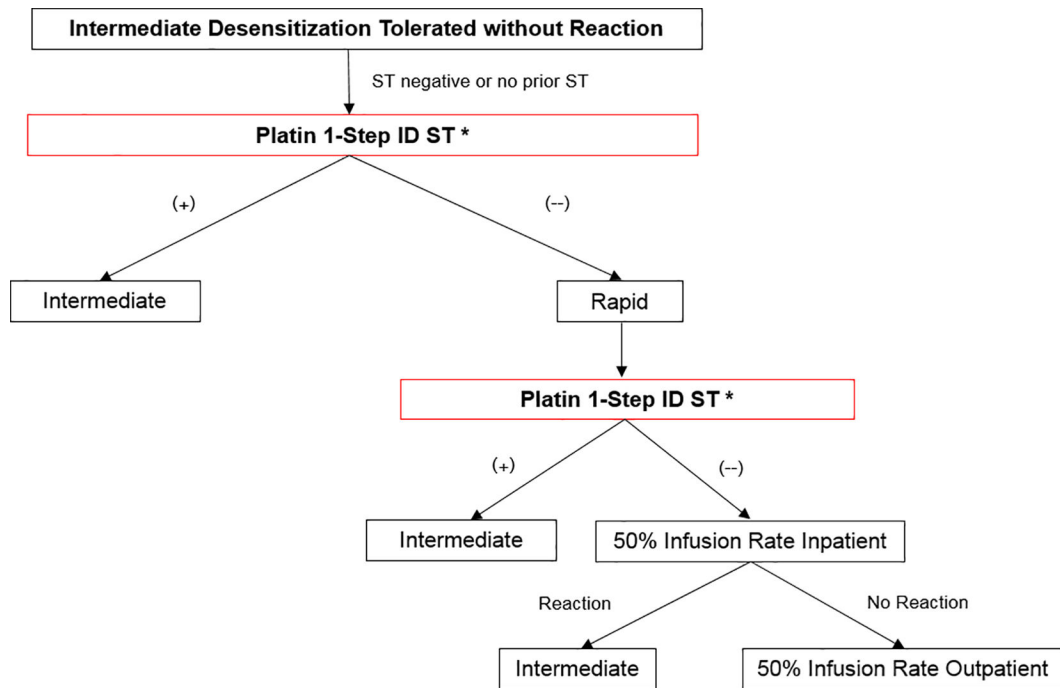 Intermediate Desensitization Tolerated without Reaction
ST negative or no prior ST
Platin 1-Step ID ST *
(+)
(--)
Intermediate
Rapid
Platin 1-Step ID ST *
(+)
(--)
Intermediate
50% Infusion Rate Inpatient
Reaction
No Reaction
Intermediate
50% Infusion Rate Outpatient